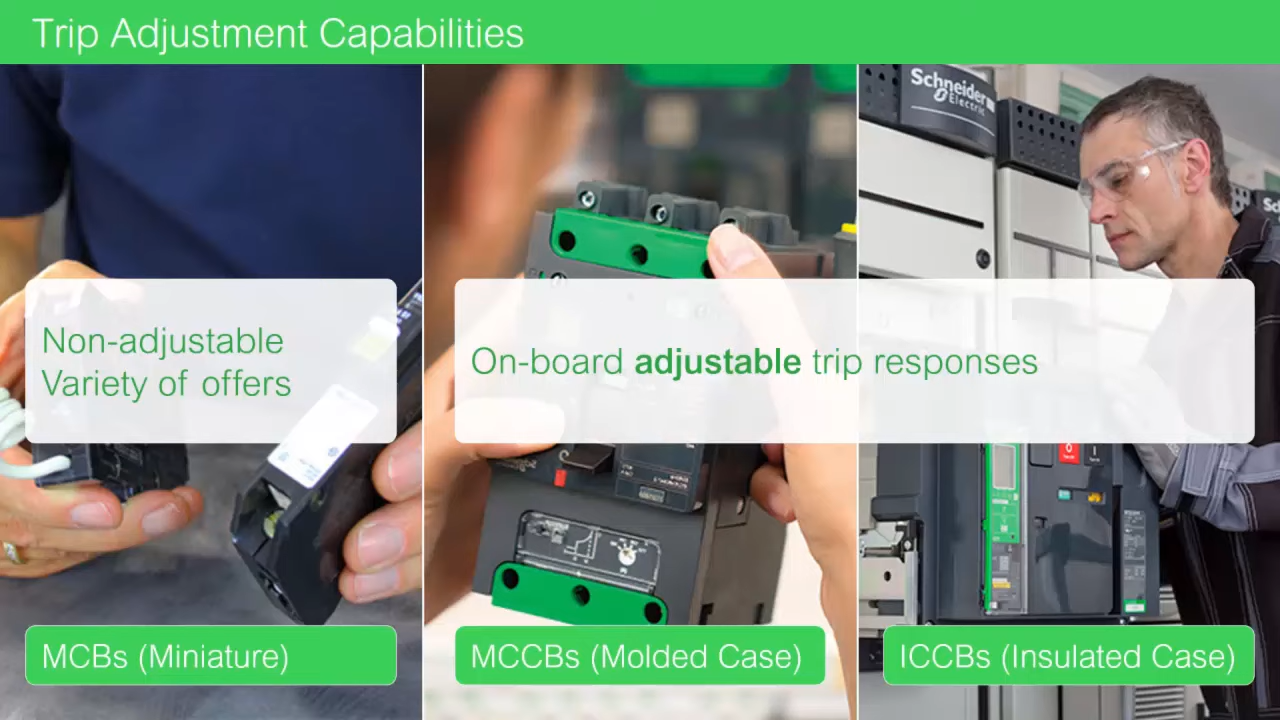 Trip Adjustment Capabilities
Schneider
Electric
Non-adjustable
Variety of offers
On-board adjustable trip responses
MCBs (Miniature)
MCCBs (Molded Case)
ICCBs (Insulated Case)